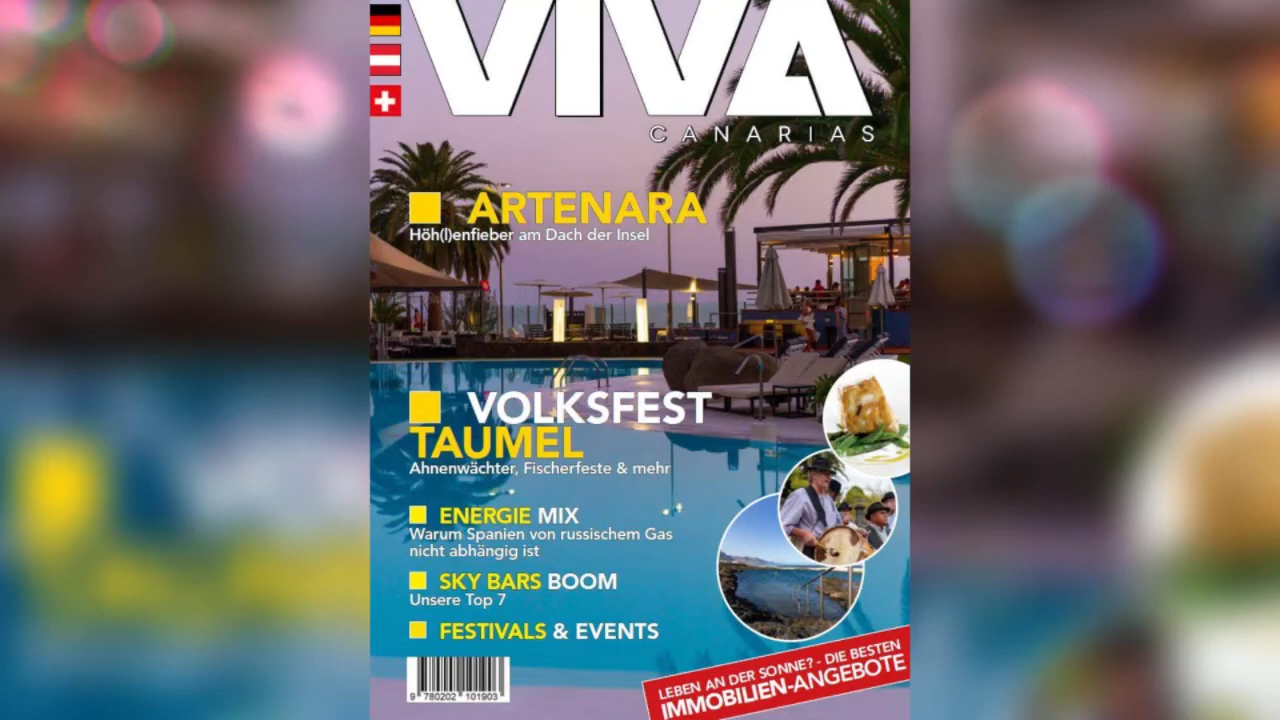 VIVA
CANARIAS
ARTENARA
Höh(l)enfieber am Dach der Insel
VOLKSFEST
TAUMEL
Ahnenwächter, Fischerfeste & mehr
ENERGIE MIX
Warum Spanien von russischem Gas
nicht abhängig ist
SKY BARS BOOM
Unsere Top 7
FESTIVALS & EVENTS
9 780202 101903
LEBEN AN DER SONNE? - DIE BESTEN
IMMOBILIEN-ANGEBOTE